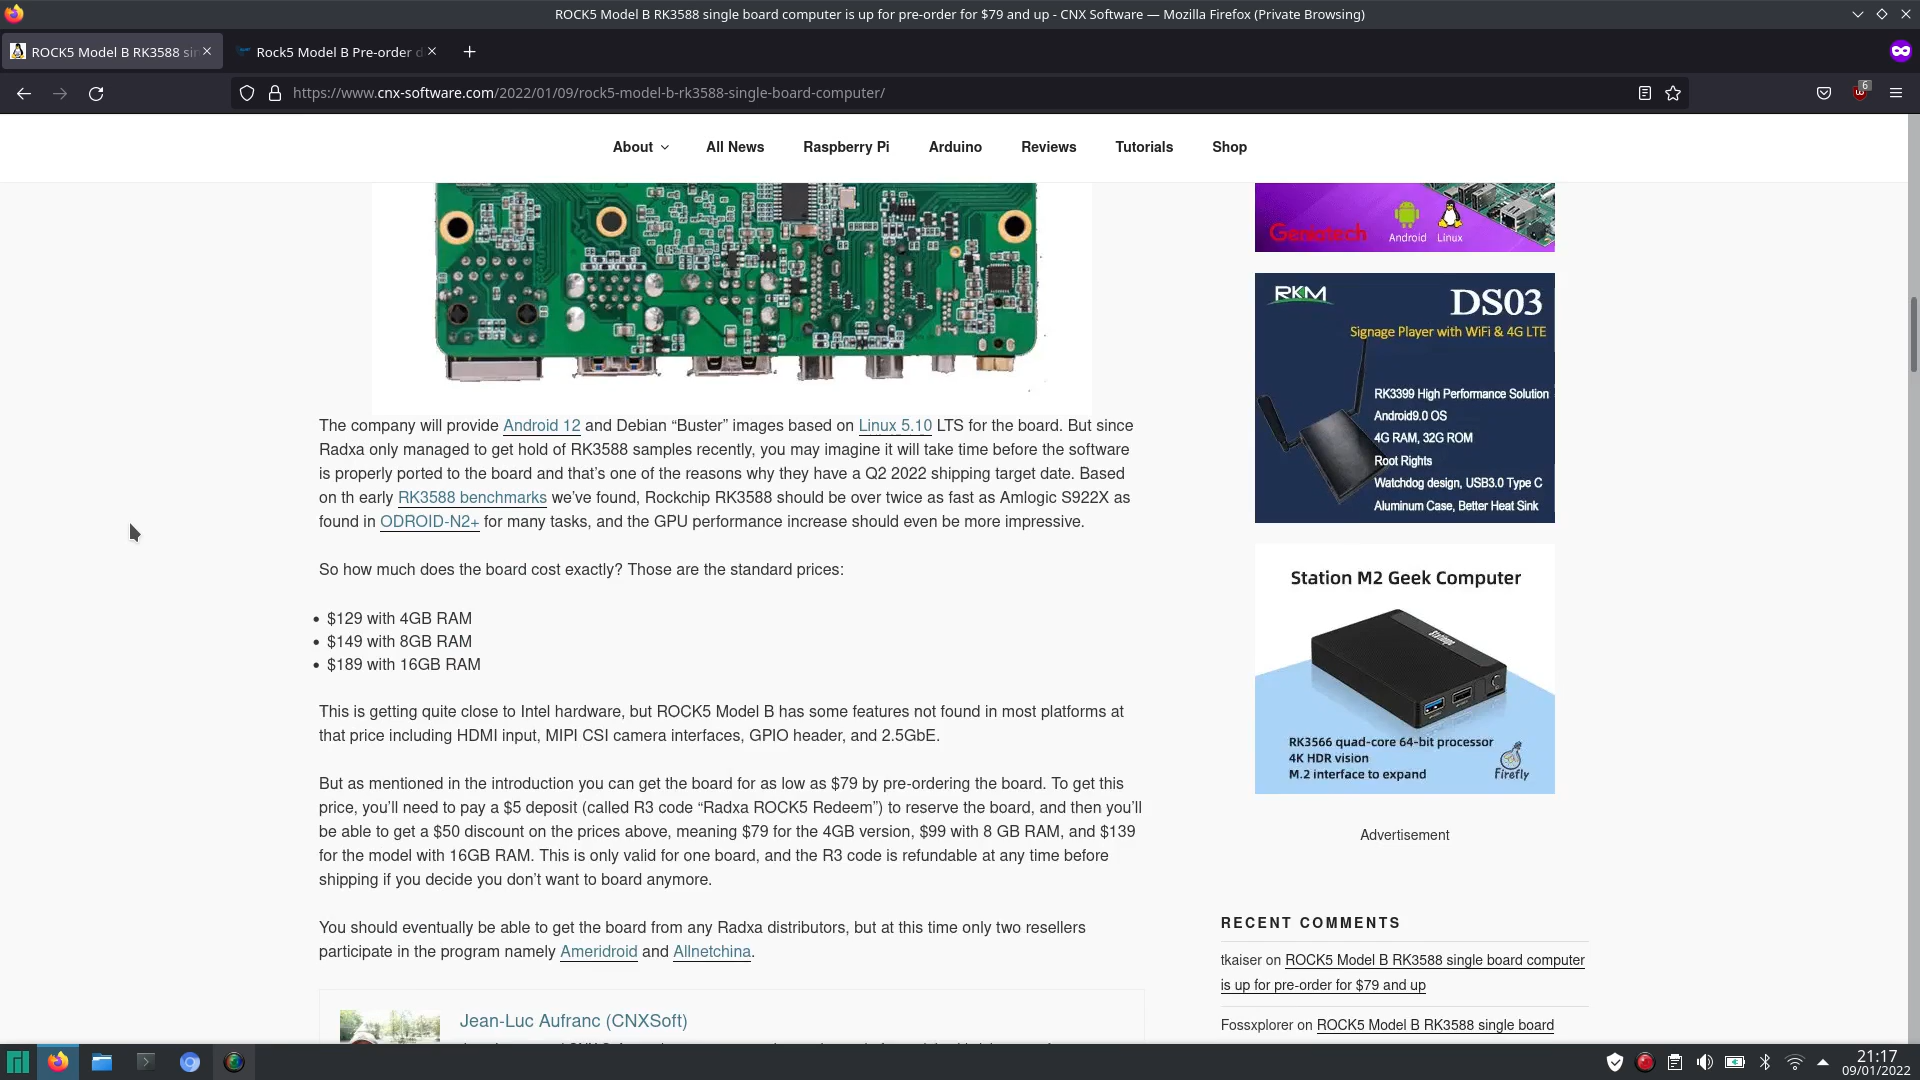 ROCK5 Model B RK3588 single board computer is up for pre-order for $79 and up - CNX Software — Mozilla Firefox (Private Browsing)
ROCK5 Model B RK3588 sin
Rock5 Model B Pre-order d
https://www.cnx-software.com/2022/01/09/rock5-model-b-rk3588-single-board-computer/
6
About
All News
Raspberry Pi
Arduino
Reviews
Tutorials
Shop
The company will provide Android 12 and Debian “Buster” images based on Linux 5.10 LTS for the board. But since
Radxa only managed to get hold of RK3588 samples recently, you may imagine it will take time before the software
is properly ported to the board and that’s one of the reasons why they have a Q2 2022 shipping target date. Based
on th early RK3588 benchmarks we’ve found, Rockchip RK3588 should be over twice as fast as Amlogic S922X as
found in ODROID-N2+ for many tasks, and the GPU performance increase should even be more impressive.
So how much does the board cost exactly? Those are the standard prices:
• $129 with 4GB RAM
• $149 with 8GB RAM
• $189 with 16GB RAM
This is getting quite close to Intel hardware, but ROCK5 Model B has some features not found in most platforms at
that price including HDMI input, MIPI CSI camera interfaces, GPIO header, and 2.5GbE.
But as mentioned in the introduction you can get the board for as low as $79 by pre-ordering the board. To get this
price, you’ll need to pay a $5 deposit (called R3 code “Radxa ROCK5 Redeem”) to reserve the board, and then you’ll
be able to get a $50 discount on the prices above, meaning $79 for the 4GB version, $99 with 8 GB RAM, and $139
for the model with 16GB RAM. This is only valid for one board, and the R3 code is refundable at any time before
shipping if you decide you don’t want to board anymore.
You should eventually be able to get the board from any Radxa distributors, but at this time only two resellers
participate in the program namely Ameridroid and Allnetchina.
Jean-Luc Aufranc (CNXSoft)
Geniatech
Android
Linux
RKM
DS03
Signage Player with WiFi & 4G LTE
RK3399 High Performance Solution
Android9.0 OS
4G RAM, 32G ROM
Root Rights
Watchdog design, USB3.0 Type C
Aluminum Case, Better Heat Sink
Station M2 Geek Computer
RK3566 quad-core 64-bit processor
4K HDR vision
M.2 interface to expand
Firefly
Advertisement
RECENT COMMENTS
tkaiser on ROCK5 Model B RK3588 single board computer
is up for pre-order for $79 and up
Fossxplorer on ROCK5 Model B RK3588 single board
21:17
09/01/2022